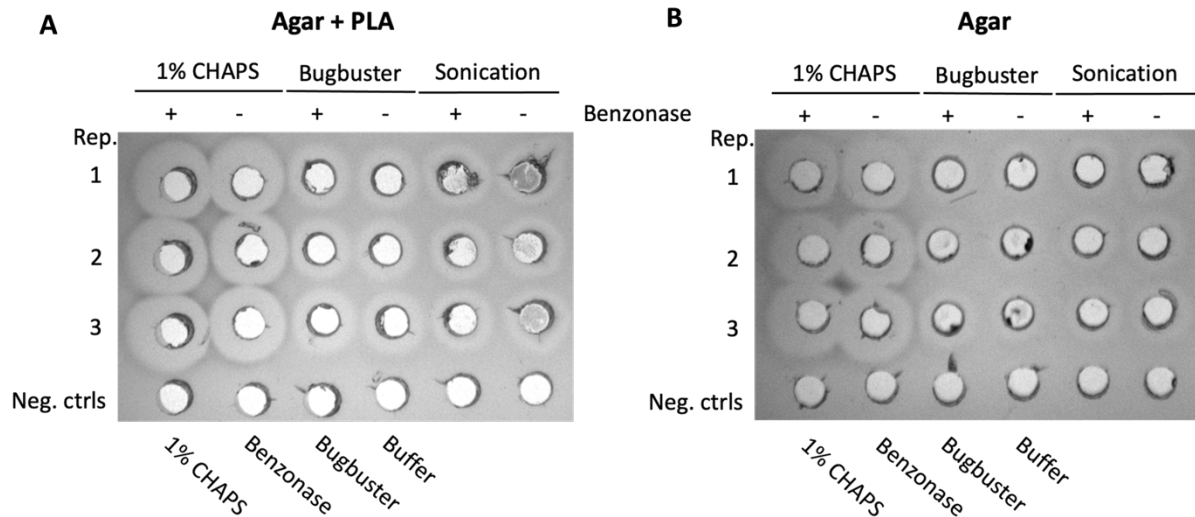 A
Agar + PLA
1% CHAPS
Bugbuster
Sonication
+ - + - + -
Rep.
1
2
3
Neg. ctrls
1% CHAPS
Benzonase
Bugbuster
Buffer
B
Agar
1% CHAPS
Bugbuster
Sonication
Benzonase
+ - + - + -
Rep.
1
2
3
Neg. ctrls
1% CHAPS
Benzonase
Bugbuster
Buffer